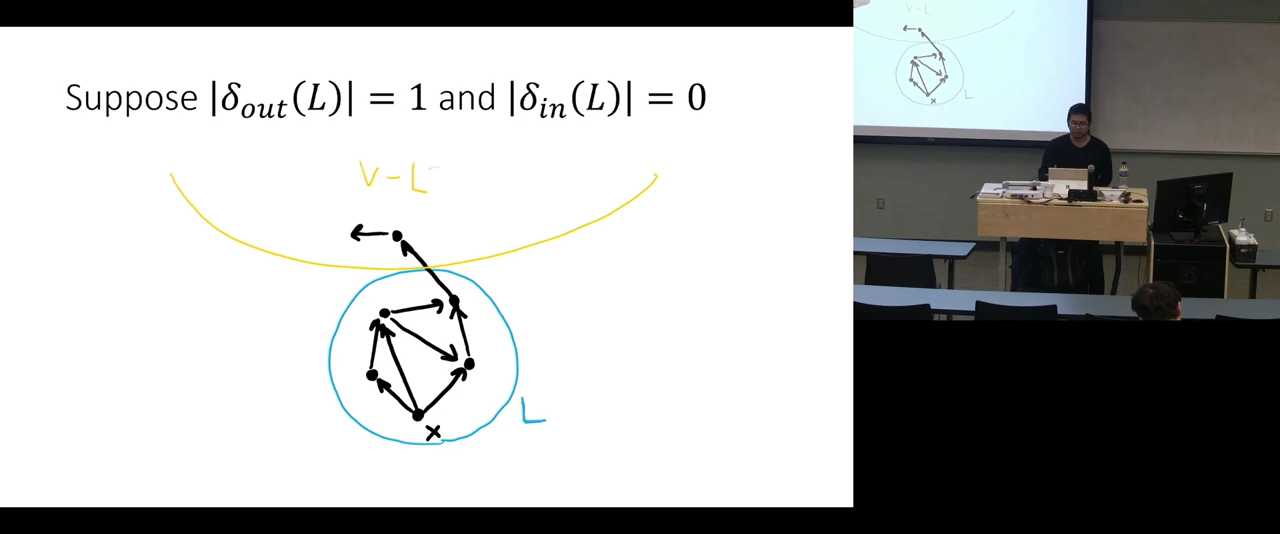 Suppose |δ_out(L)| = 1 and |δ_in(L)| = 0
V-L
x
L
V-L
x
L